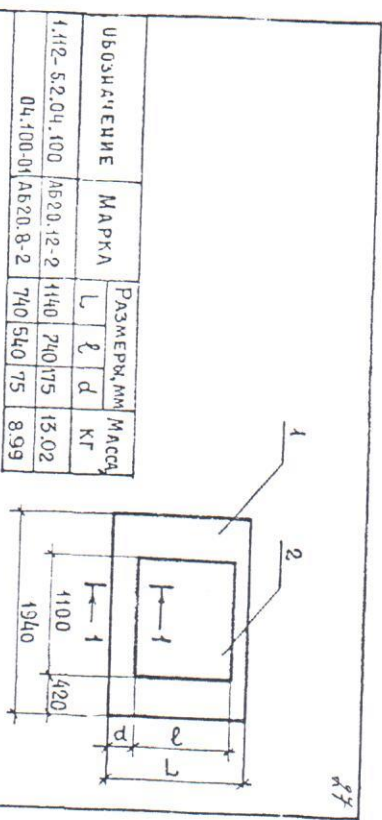 27
ОБОЗНАЧЕНИЕ МАРКА РАЗМЕРЫ, ММ МАССА, КГ
L ℓ d
1.112-5.2.04.100 АБ20.12-2 1140 740 175 13.02
04.100-01 АБ20.8-2 740 540 75 8.99
1
2
1
1
1100
420
1940
d
ℓ
L